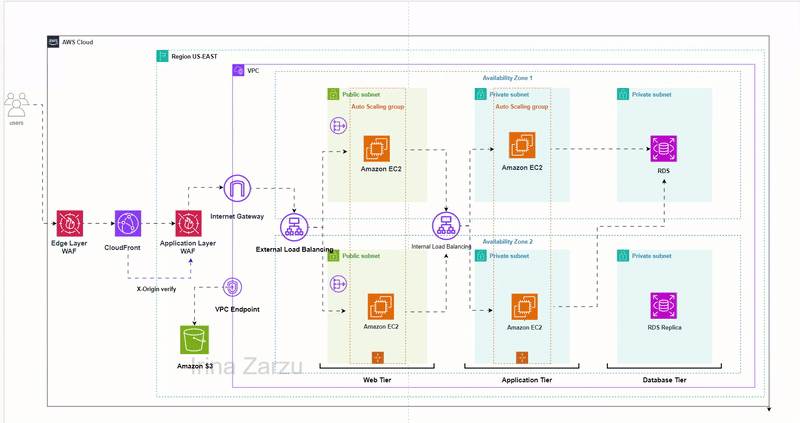 AWS Cloud
Region US-EAST
VPC
Availability Zone 1
Public subnet
Auto Scaling group
Amazon EC2
Private subnet
Auto Scaling group
Amazon EC2
Private subnet
RDS
users
Edge Layer
WAF
CloudFront
Application Layer
WAF
X-Origin verify
Internet Gateway
External Load Balancing
Internal Load Balancing
VPC Endpoint
Amazon S3
Availability Zone 2
Public subnet
Amazon EC2
Private subnet
Amazon EC2
Private subnet
RDS Replica
Irina Zarzu
Web Tier
Application Tier
Database Tier